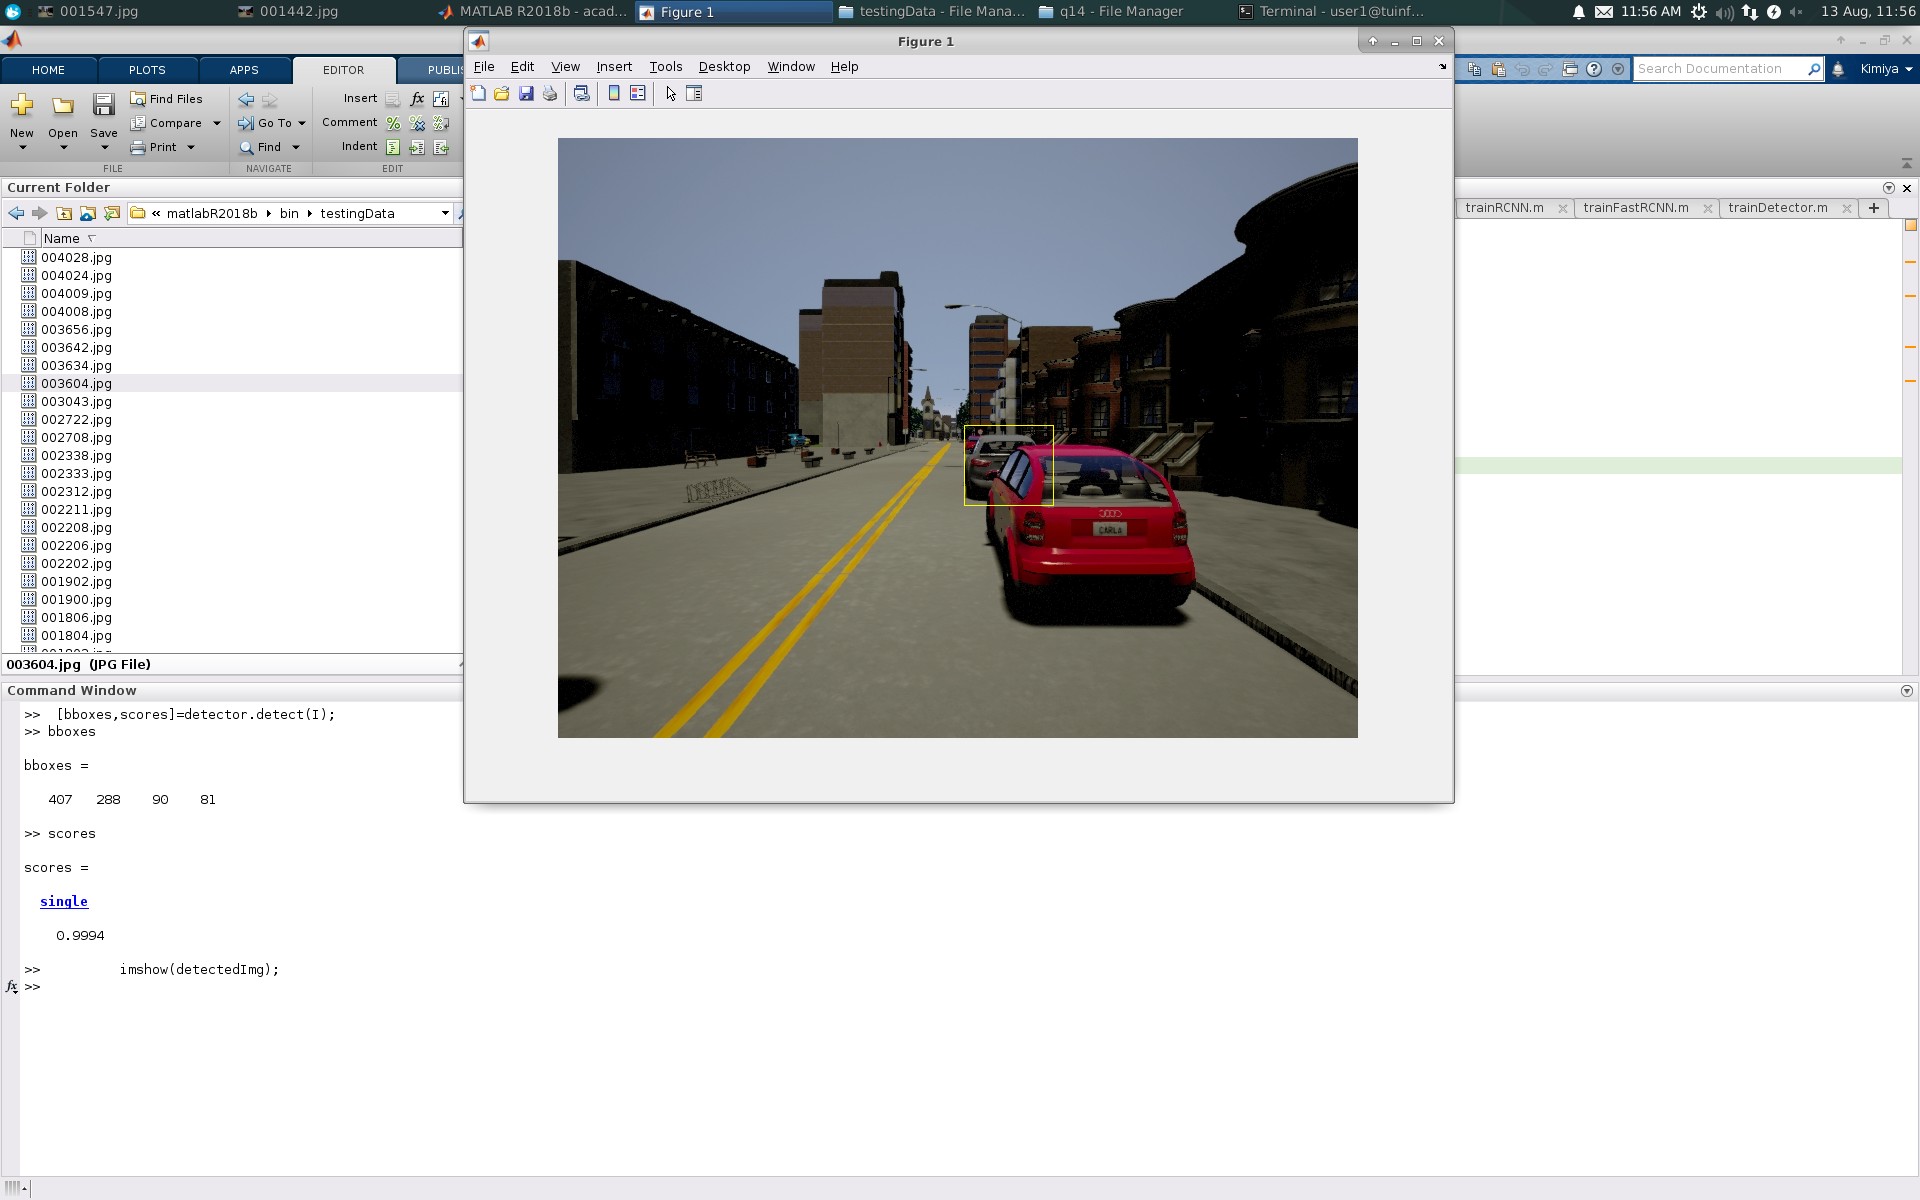 001547.jpg 001442.jpg MATLAB R2018b - acad... Figure 1 testingData - File Mana... q14 - File Manager Terminal - user1@tuinf... 11:56 AM 13 Aug, 11:56
Figure 1
File Edit View Insert Tools Desktop Window Help
HOME PLOTS APPS EDITOR PUBLIS
Search Documentation Kimiya
New Open Save
Find Files
Compare
Print
Go To
Find
Insert fx
Comment
Indent
FILE NAVIGATE EDIT
Current Folder
« matlabR2018b bin testingData
trainRCNN.m trainFastRCNN.m trainDetector.m +
Name
004028.jpg
004024.jpg
004009.jpg
004008.jpg
003656.jpg
003642.jpg
003634.jpg
003604.jpg
003043.jpg
002722.jpg
002708.jpg
002338.jpg
002333.jpg
002312.jpg
002211.jpg
002208.jpg
002206.jpg
002202.jpg
001902.jpg
001900.jpg
001806.jpg
001804.jpg
003604.jpg (JPG File)
CARLA
Command Window
>> [bboxes,scores]=detector.detect(I);
>> bboxes
bboxes =
407 288 90 81
>> scores
scores =
single
0.9994
>> imshow(detectedImg);
fx >>